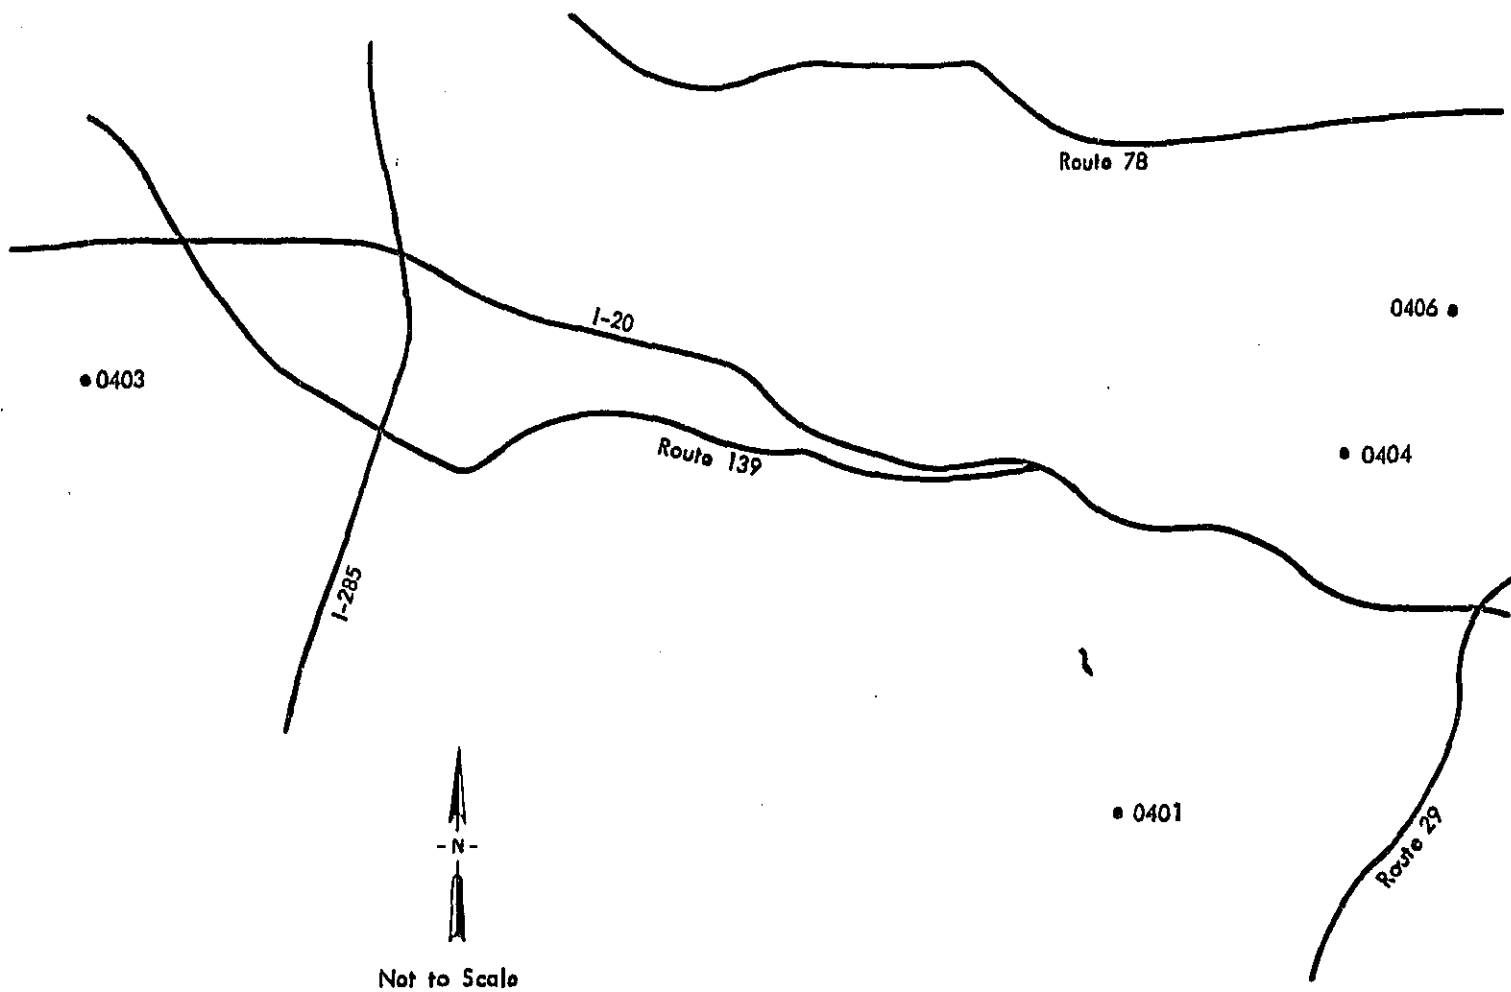 Route 78
0406
I-20
0403
0404
Route 139
I-285
0401
Route 29
- N -
Not to Scale